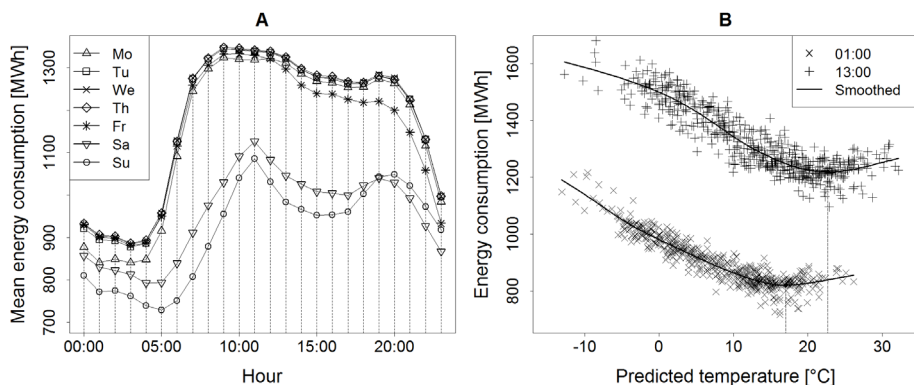 A
Mean energy consumption [MWh]
1300
1100
900
800
700
Mo
Tu
We
Th
Fr
Sa
Su
00:00 05:00 10:00 15:00 20:00
Hour
B
Energy consumption [MWh]
1600
1400
1200
1000
800
01:00
13:00
Smoothed
-10 0 10 20 30
Predicted temperature [°C]